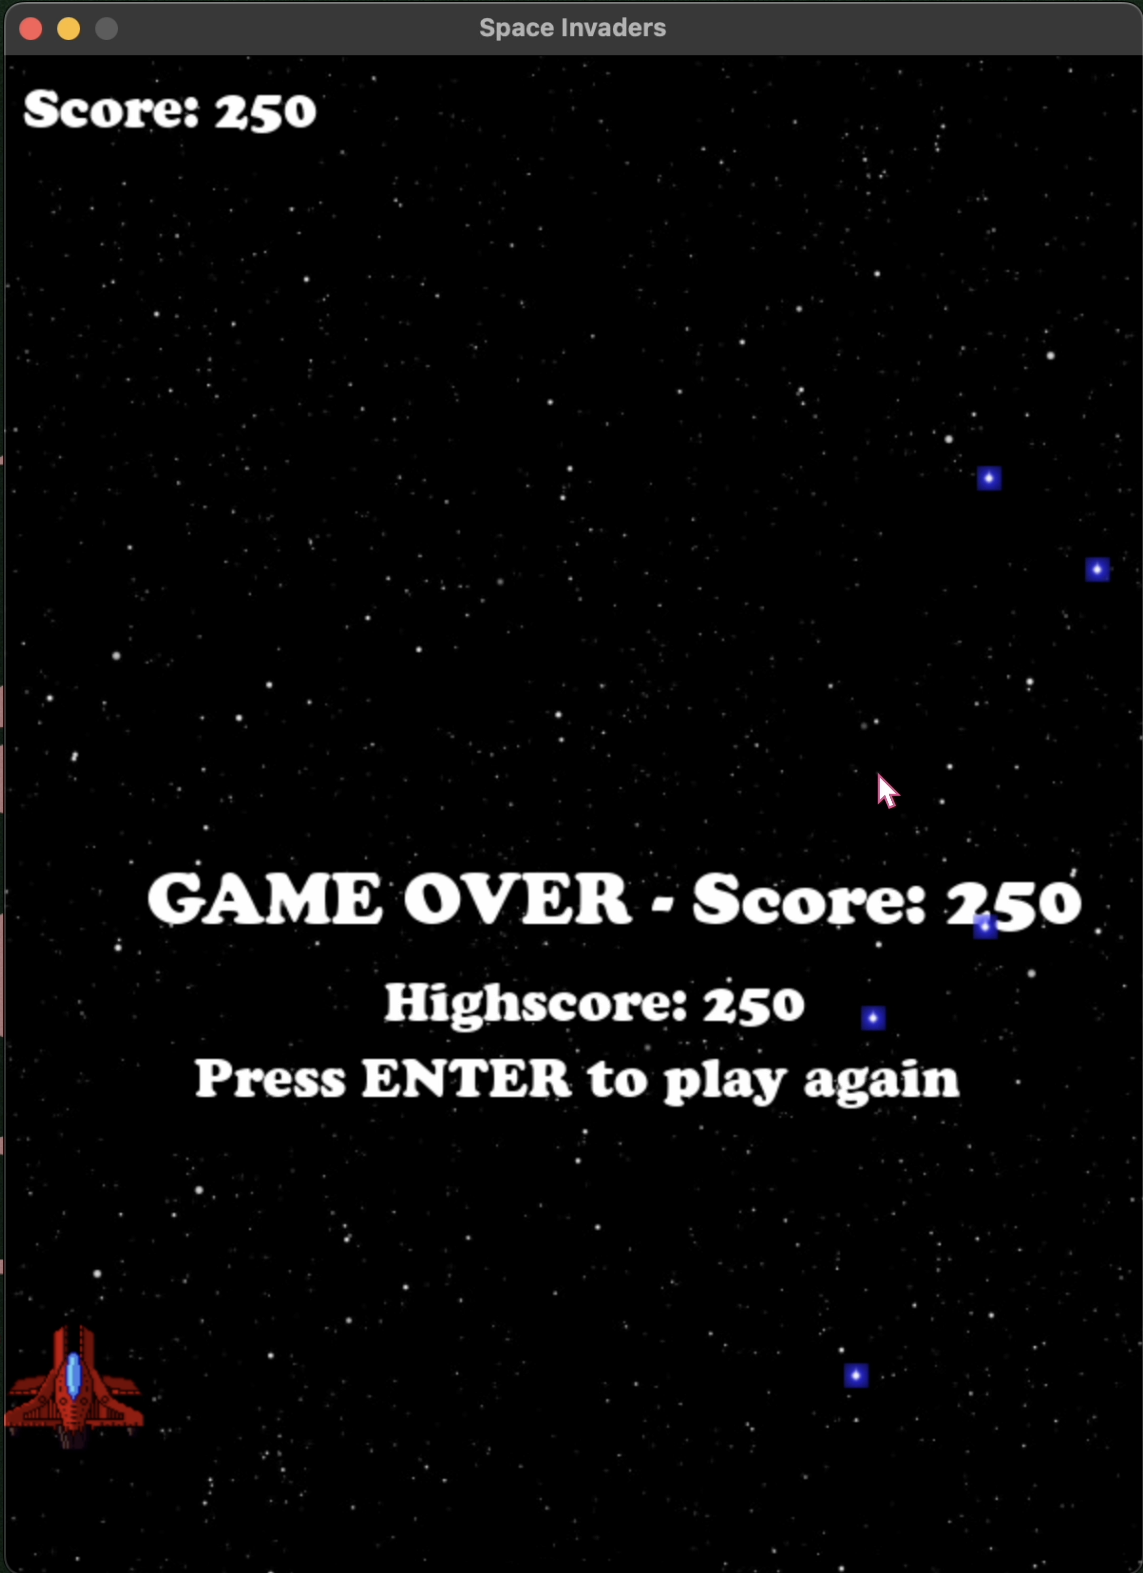 Space Invaders
Score: 250
GAME OVER - Score: 250
Highscore: 250
Press ENTER to play again